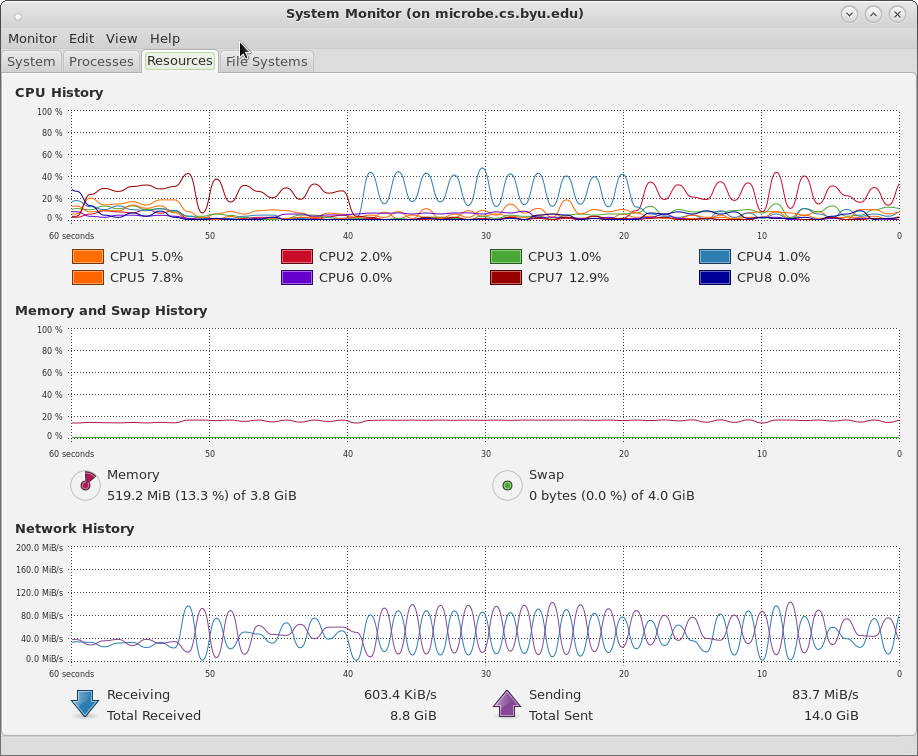 System Monitor (on microbe.cs.byu.edu)
Monitor Edit View Help
System Processes Resources File Systems
CPU History
100 %
80 %
60 %
40 %
20 %
0 %
60 seconds 50 40 30 20 10 0
CPU1 5.0% CPU2 2.0% CPU3 1.0% CPU4 1.0%
CPU5 7.8% CPU6 0.0% CPU7 12.9% CPU8 0.0%
Memory and Swap History
100 %
80 %
60 %
40 %
20 %
0 %
60 seconds 50 40 30 20 10 0
Memory Swap
519.2 MiB (13.3 %) of 3.8 GiB 0 bytes (0.0 %) of 4.0 GiB
Network History
200.0 MiB/s
160.0 MiB/s
120.0 MiB/s
80.0 MiB/s
40.0 MiB/s
0.0 MiB/s
60 seconds 50 40 30 20 10 0
Receiving 603.4 KiB/s Sending 83.7 MiB/s
Total Received 8.8 GiB Total Sent 14.0 GiB